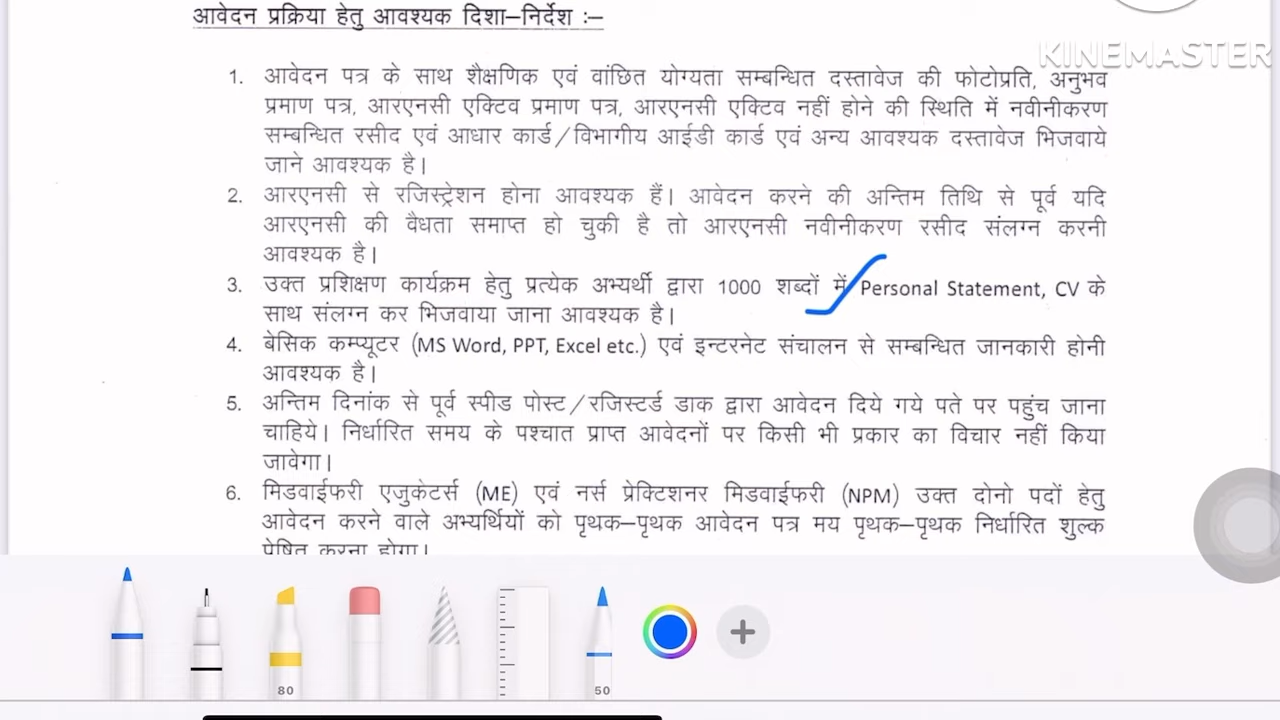 आवेदन प्रक्रिया हेतु आवश्यक दिशा–निर्देश :–
KINEMASTER
1. आवेदन पत्र के साथ शैक्षणिक एवं वांछित योग्यता सम्बन्धित दस्तावेज की फोटोप्रति, अनुभव
प्रमाण पत्र, आरएनसी एक्टिव प्रमाण पत्र, आरएनसी एक्टिव नहीं होने की स्थिति में नवीनीकरण
सम्बन्धित रसीद एवं आधार कार्ड/विभागीय आईडी कार्ड एवं अन्य आवश्यक दस्तावेज भिजवाये
जाने आवश्यक है।
2. आरएनसी से रजिस्ट्रेशन होना आवश्यक हैं। आवेदन करने की अन्तिम तिथि से पूर्व यदि
आरएनसी की वैधता समाप्त हो चुकी है तो आरएनसी नवीनीकरण रसीद संलग्न करनी
आवश्यक है।
3. उक्त प्रशिक्षण कार्यक्रम हेतु प्रत्येक अभ्यर्थी द्वारा 1000 शब्दों में Personal Statement, CV के
साथ संलग्न कर भिजवाया जाना आवश्यक है।
4. बेसिक कम्प्यूटर (MS Word, PPT, Excel etc.) एवं इन्टरनेट संचालन से सम्बन्धित जानकारी होनी
आवश्यक है।
5. अन्तिम दिनांक से पूर्व स्पीड पोस्ट/रजिस्टर्ड डाक द्वारा आवेदन दिये गये पते पर पहुंच जाना
चाहिये। निर्धारित समय के पश्चात प्राप्त आवेदनों पर किसी भी प्रकार का विचार नहीं किया
जावेगा।
6. मिडवाईफरी एजुकेटर्स (ME) एवं नर्स प्रेक्टिशनर मिडवाईफरी (NPM) उक्त दोनो पदों हेतु
आवेदन करने वाले अभ्यर्थियों को पृथक–पृथक आवेदन पत्र मय पृथक–पृथक निर्धारित शुल्क
प्रेषित करना होगा।
80
50